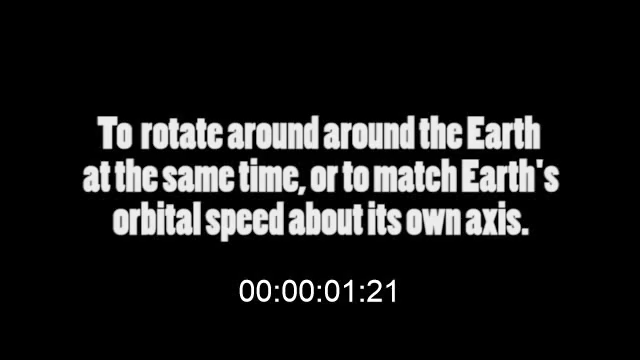 To rotate around around the Earth
at the same time, or to match Earth's
orbital speed about its own axis.
00:00:01:21